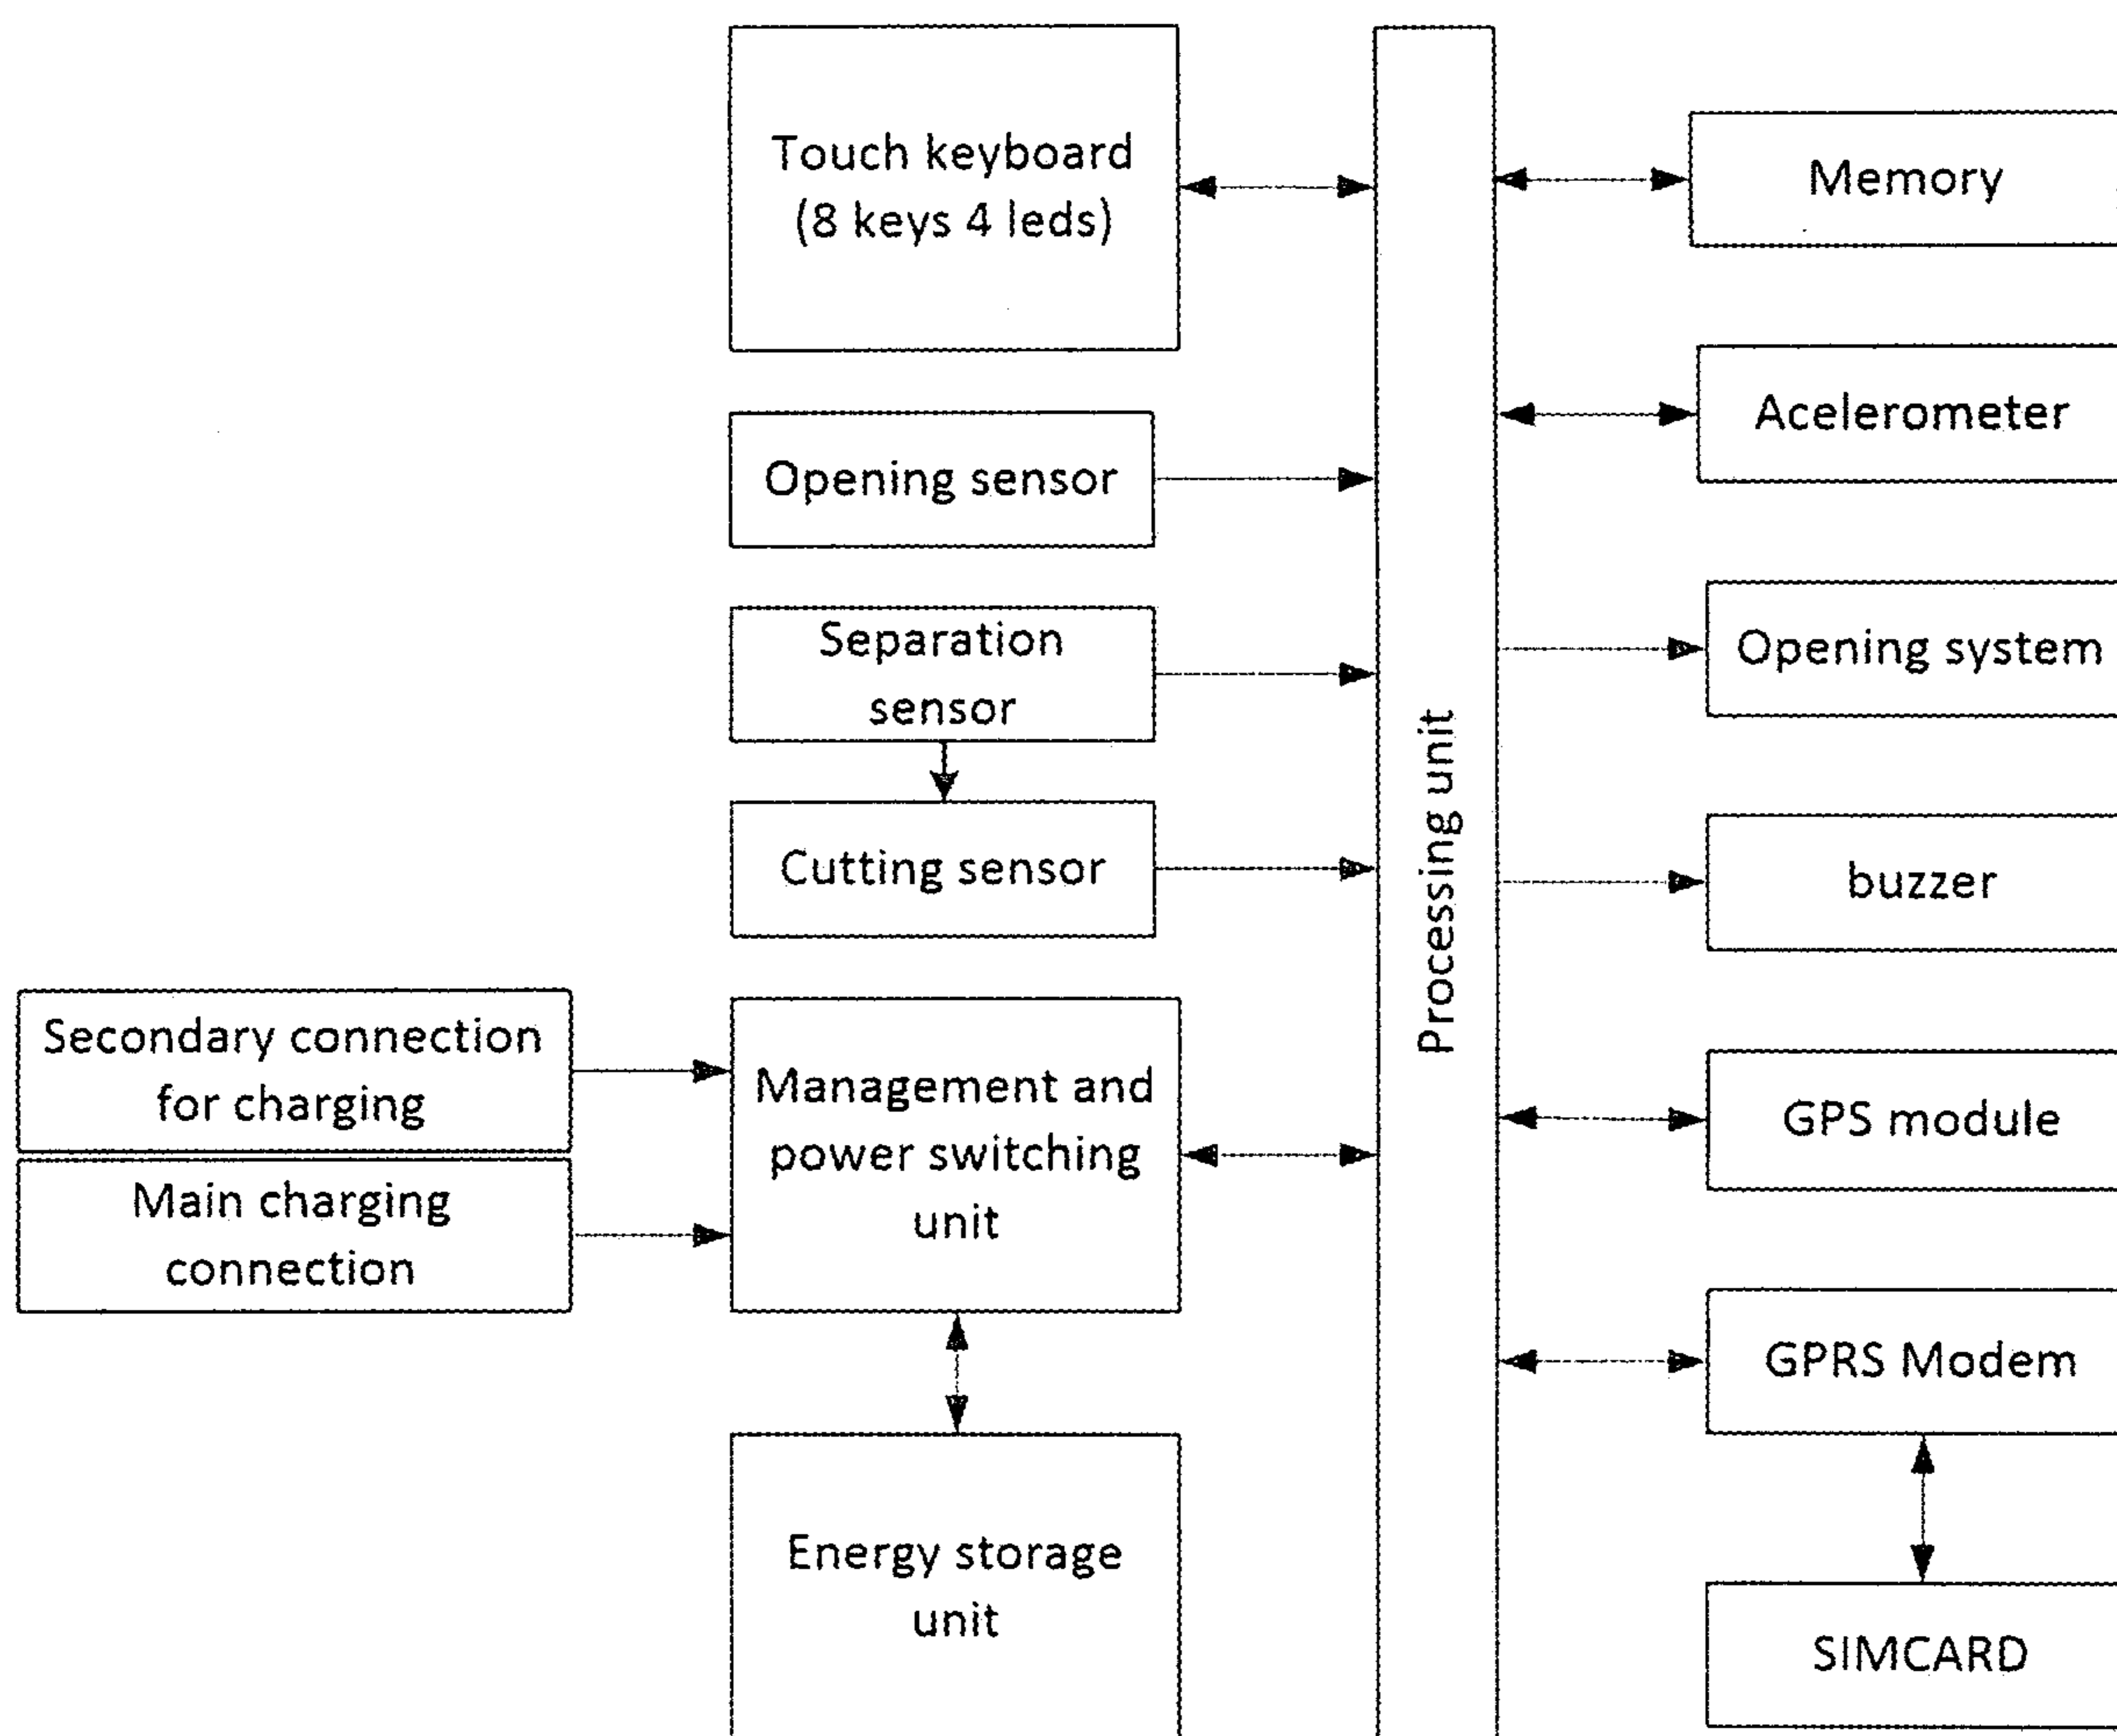 Touch keyboard
(8 keys 4 leds)
Opening sensor
Separation
sensor
Cutting sensor
Secondary connection
for charging
Main charging
connection
Management and
power switching
unit
Energy storage
unit
Processing unit
Memory
Acelerometer
Opening system
buzzer
GPS module
GPRS Modem
SIMCARD